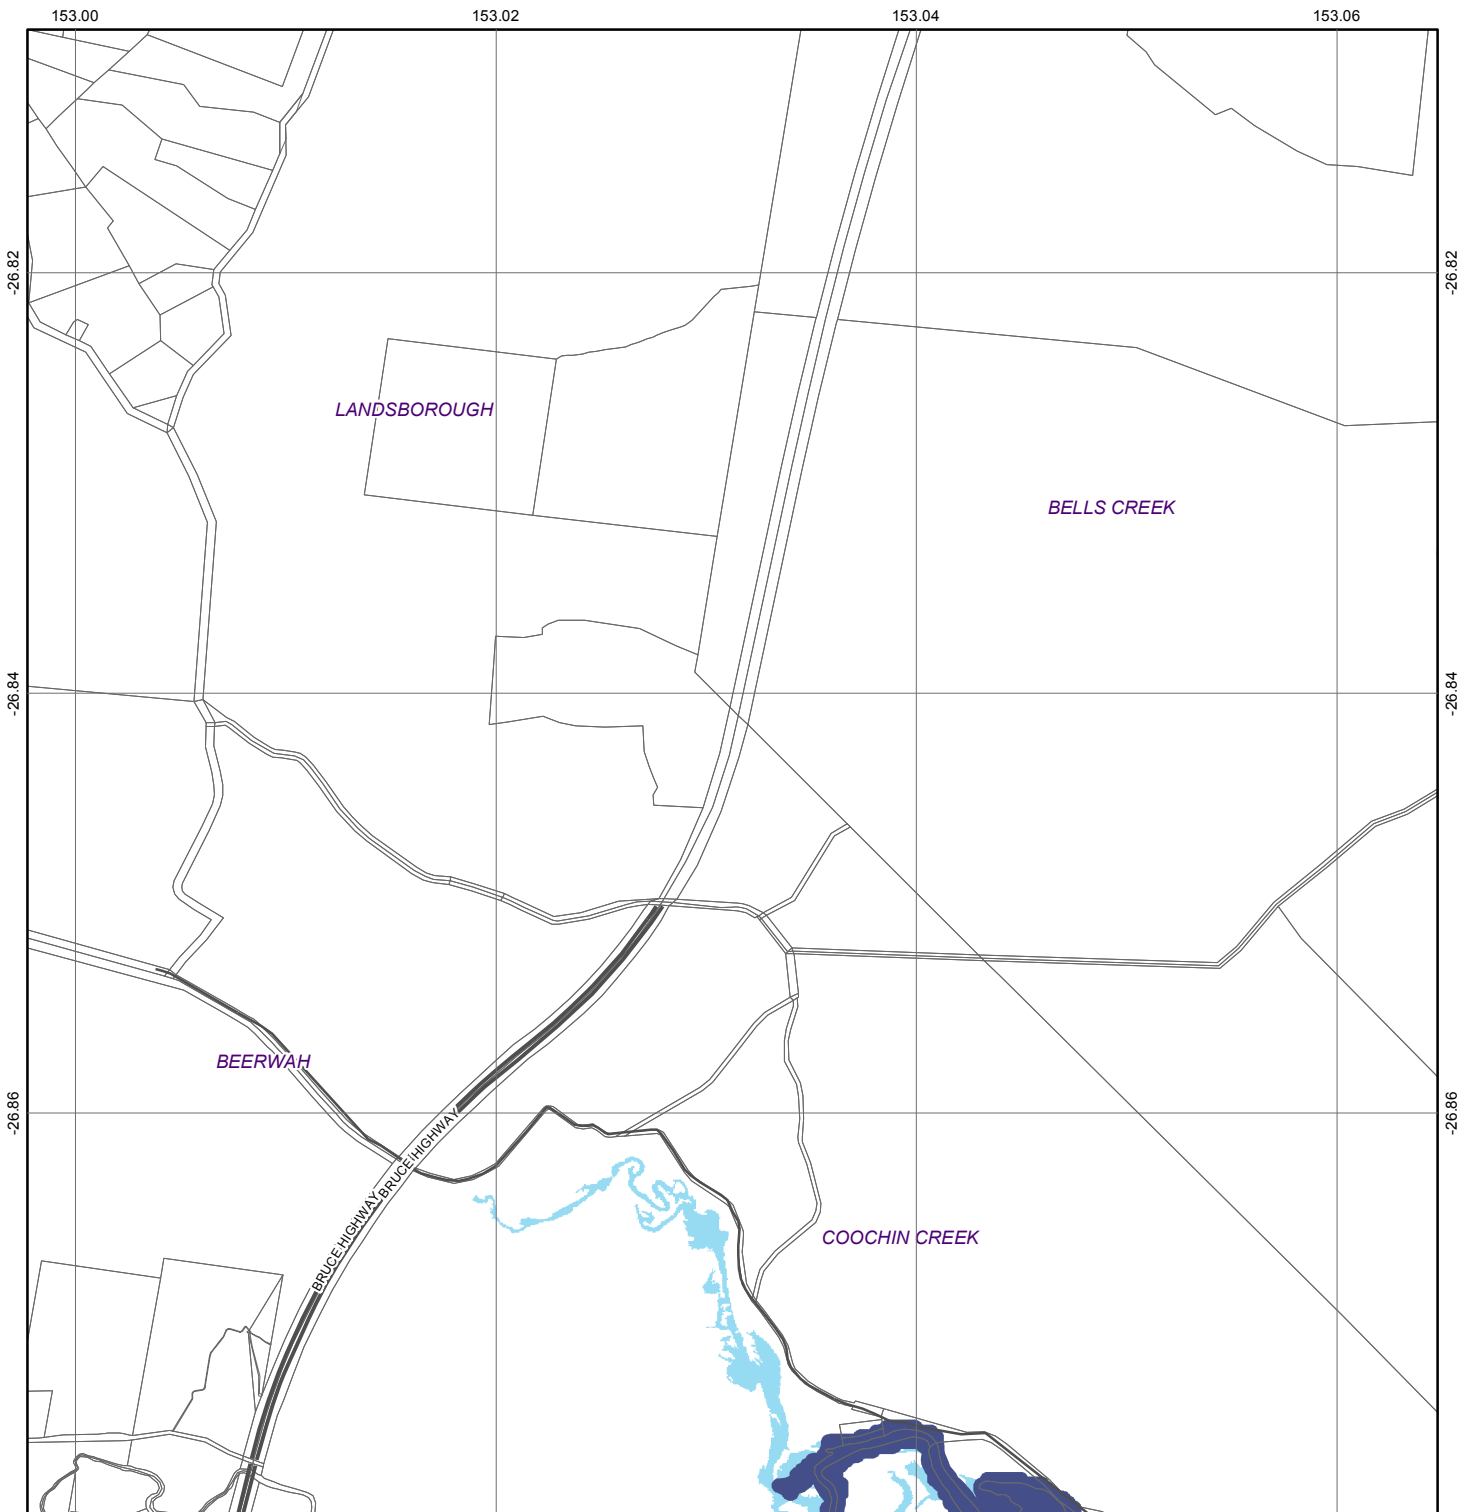 153.00 153.02 153.04 153.06
-26.82 -26.82
LANDSBOROUGH
BELLS CREEK
-26.84 -26.84
BEERWAH
-26.86 -26.86
BRUCE HIGHWAY
BRUCE HIGHWAY
COOCHIN CREEK